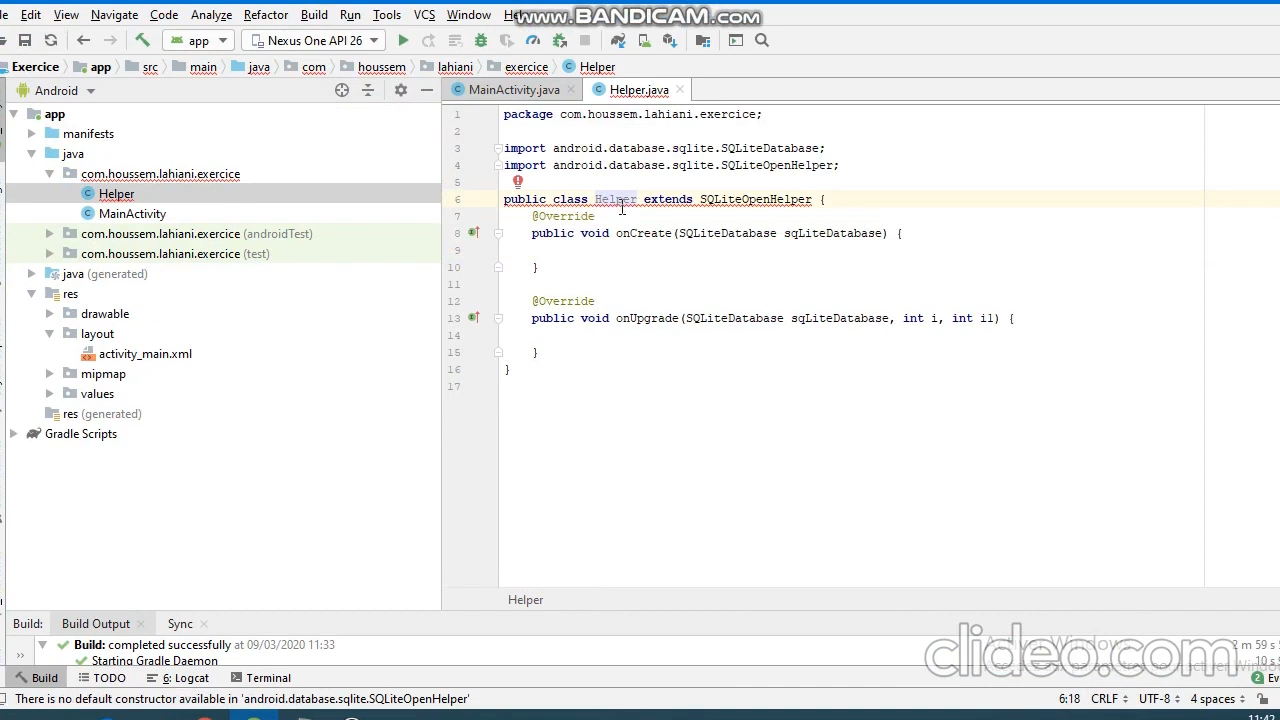 Edit View Navigate Code Analyze Refactor Build Run Tools VCS Window
www.BANDICAM.com
app Nexus One API 26
Exercice app src main java com houssem lahiani exercice Helper
Android
MainActivity.java
Helper.java
app
manifests
java
com.houssem.lahiani.exercice
Helper
MainActivity
com.houssem.lahiani.exercice (androidTest)
com.houssem.lahiani.exercice (test)
java (generated)
res
drawable
layout
activity_main.xml
mipmap
values
res (generated)
Gradle Scripts
1 package com.houssem.lahiani.exercice;
2
3 import android.database.sqlite.SQLiteDatabase;
4 import android.database.sqlite.SQLiteOpenHelper;
5
6 public class Helper extends SQLiteOpenHelper {
7 @Override
8 public void onCreate(SQLiteDatabase sqLiteDatabase) {
9
10 }
11
12 @Override
13 public void onUpgrade(SQLiteDatabase sqLiteDatabase, int i, int i1) {
14
15 }
16 }
17
Helper
Build: Build Output Sync
Build: completed successfully at 09/03/2020 11:33
2 m 59 s
Starting Gradle Daemon
10 s
clideo.com
Build TODO 6: Logcat Terminal
2 Ev
There is no default constructor available in 'android.database.sqlite.SQLiteOpenHelper'
6:18 CRLF UTF-8 4 spaces